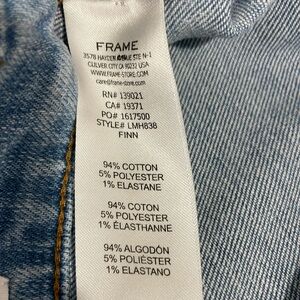 FRAME
3578 HAYDEN AVE STE N-1
CULVER CITY CA 90232 USA
WWW.FRAME-STORE.COM
care@frame-store.com
RN# 139021
CA# 19371
PO# 1617500
STYLE# LMH838
FINN
94% COTTON
5% POLYESTER
1% ELASTANE
94% COTON
5% POLYESTER
1% ÉLASTHANNE
94% ALGODÓN
5% POLIÉSTER
1% ELASTANO